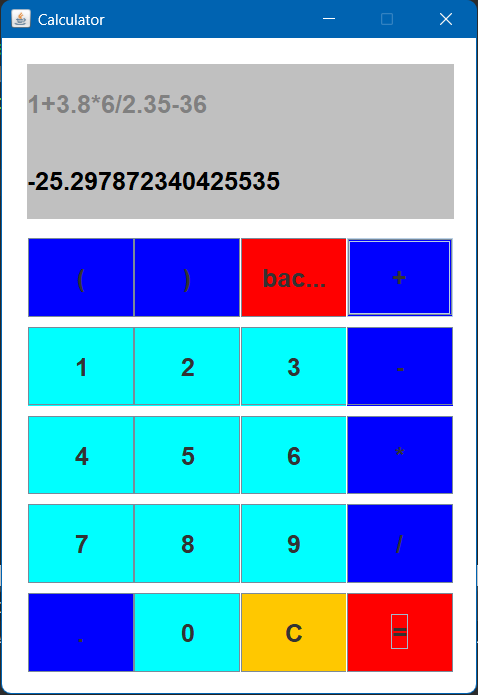 Calculator
1+3.8*6/2.35-36
-25.297872340425535
( ) bac... +
1 2 3 -
4 5 6 *
7 8 9 /
. 0 C =